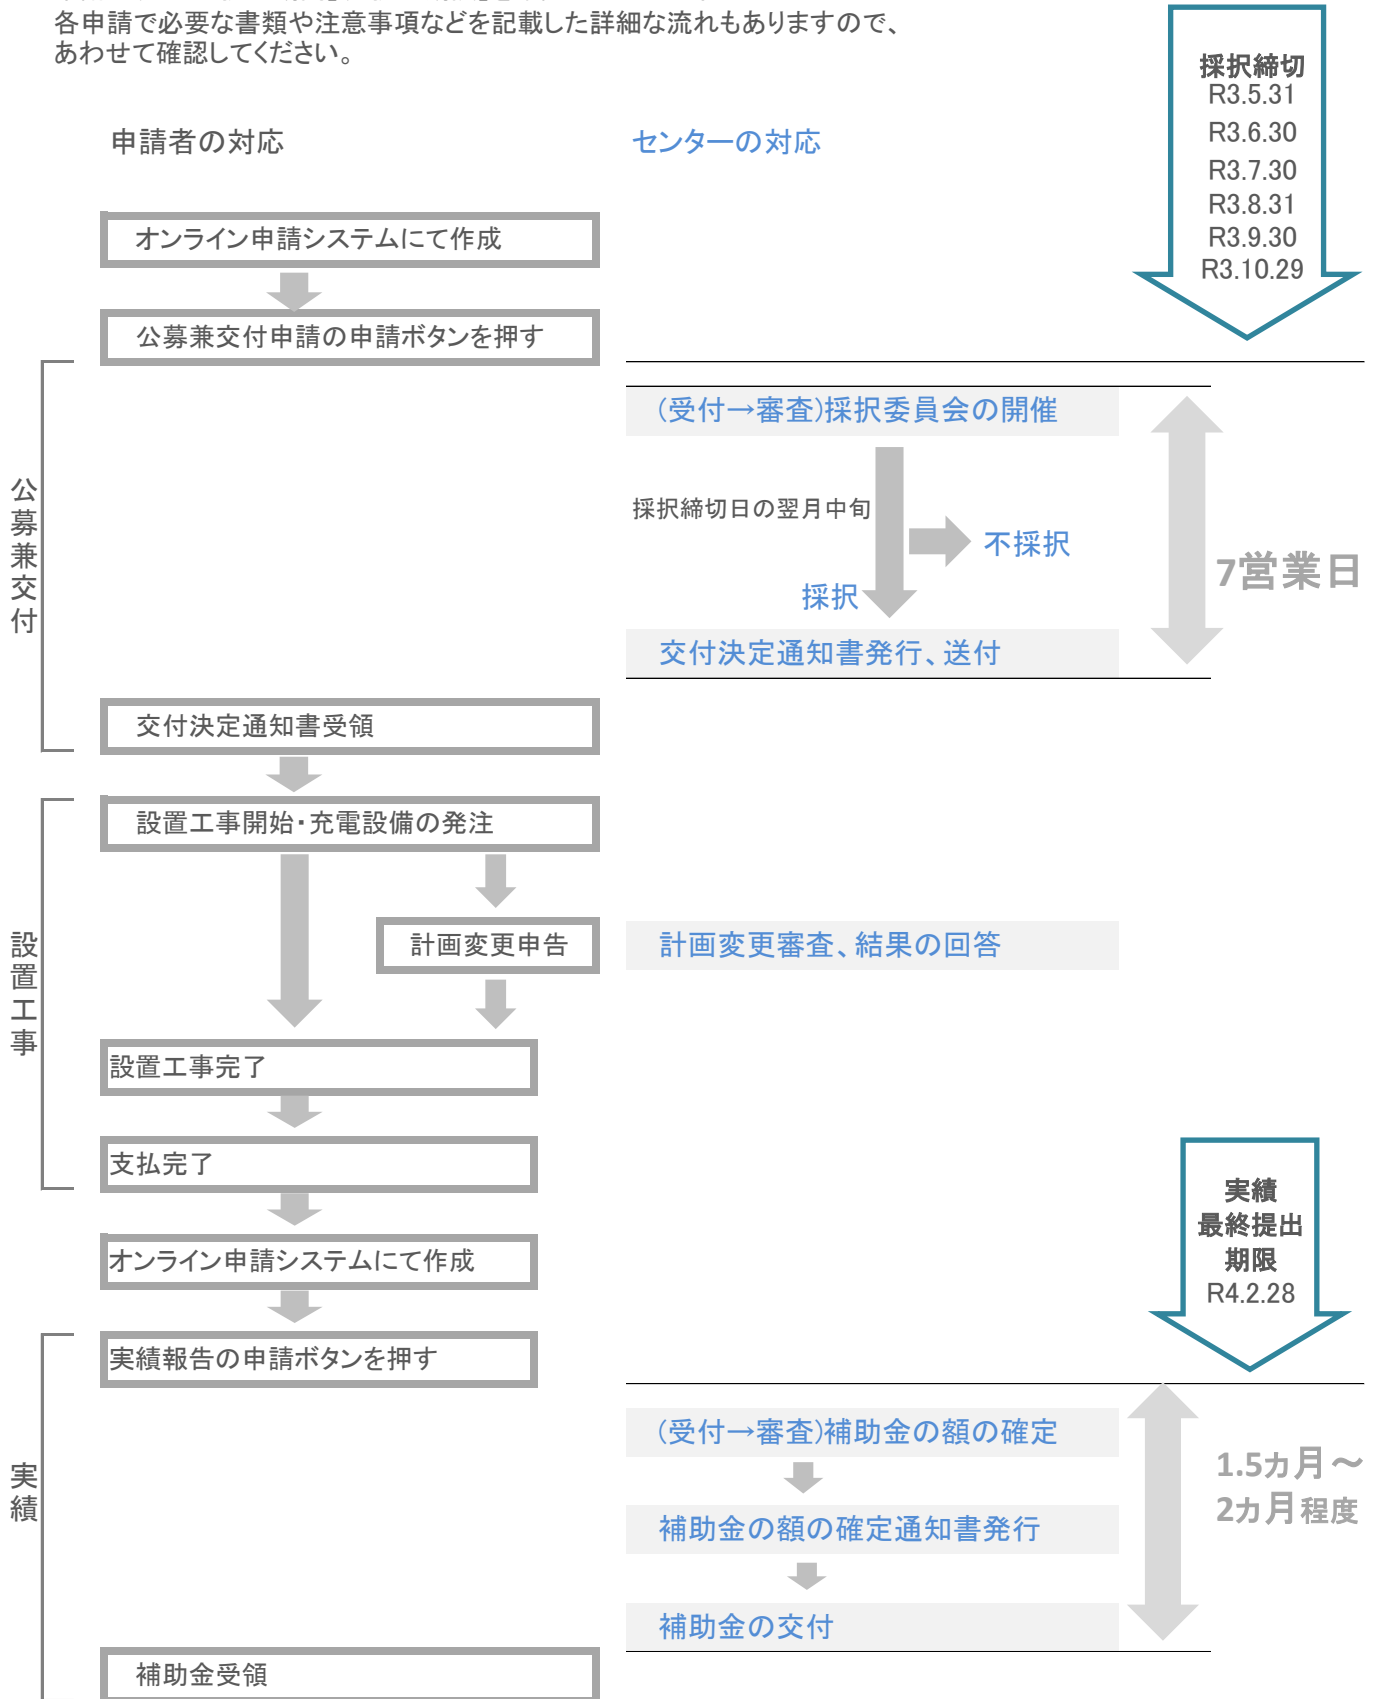 各申請で必要な書類や注意事項などを記載した詳細な流れもありますので、
あわせて確認してください。
採択締切
R3.5.31
R3.6.30
R3.7.30
R3.8.31
R3.9.30
R3.10.29
申請者の対応
センターの対応
オンライン申請システムにて作成
公募兼交付申請の申請ボタンを押す
公募兼交付
(受付→審査)採択委員会の開催
採択締切日の翌月中旬
不採択
採択
7営業日
交付決定通知書発行、送付
交付決定通知書受領
設置工事
設置工事開始・充電設備の発注
計画変更申告
計画変更審査、結果の回答
設置工事完了
支払完了
オンライン申請システムにて作成
実績
最終提出
期限
R4.2.28
実績
実績報告の申請ボタンを押す
(受付→審査)補助金の額の確定
1.5カ月～
2カ月程度
補助金の額の確定通知書発行
補助金の交付
補助金受領